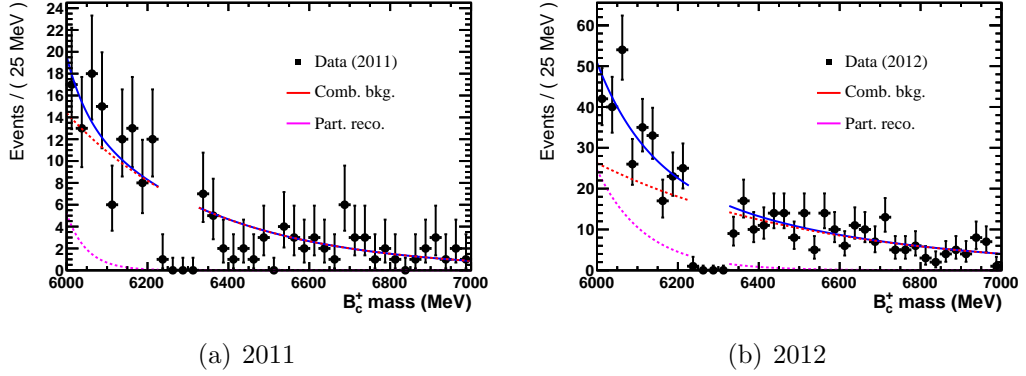 24
22
20
18
16
14
12
10
8
6
4
2
0
Events / ( 25 MeV )
Data (2011)
Comb. bkg.
Part. reco.
6000 6200 6400 6600 6800 7000
B_c^+ mass (MeV)
(a) 2011
60
50
40
30
20
10
0
Events / ( 25 MeV )
Data (2012)
Comb. bkg.
Part. reco.
6000 6200 6400 6600 6800 7000
B_c^+ mass (MeV)
(b) 2012